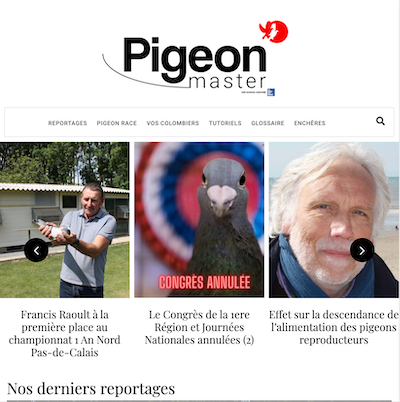 Pigeon
master
REPORTAGES PIGEON RACE VOS COLOMBIERS TUTORIELS GLOSSAIRE ENCHÈRES
CONGRÈS ANNULÉE
Francis Raoult à la
première place au
championnat 1 An Nord
Pas-de-Calais
Le Congrès de la 1ere
Région et Journées
Nationales annulées (2)
Effet sur la descendance de
l'alimentation des pigeons
reproducteurs
Nos derniers reportages